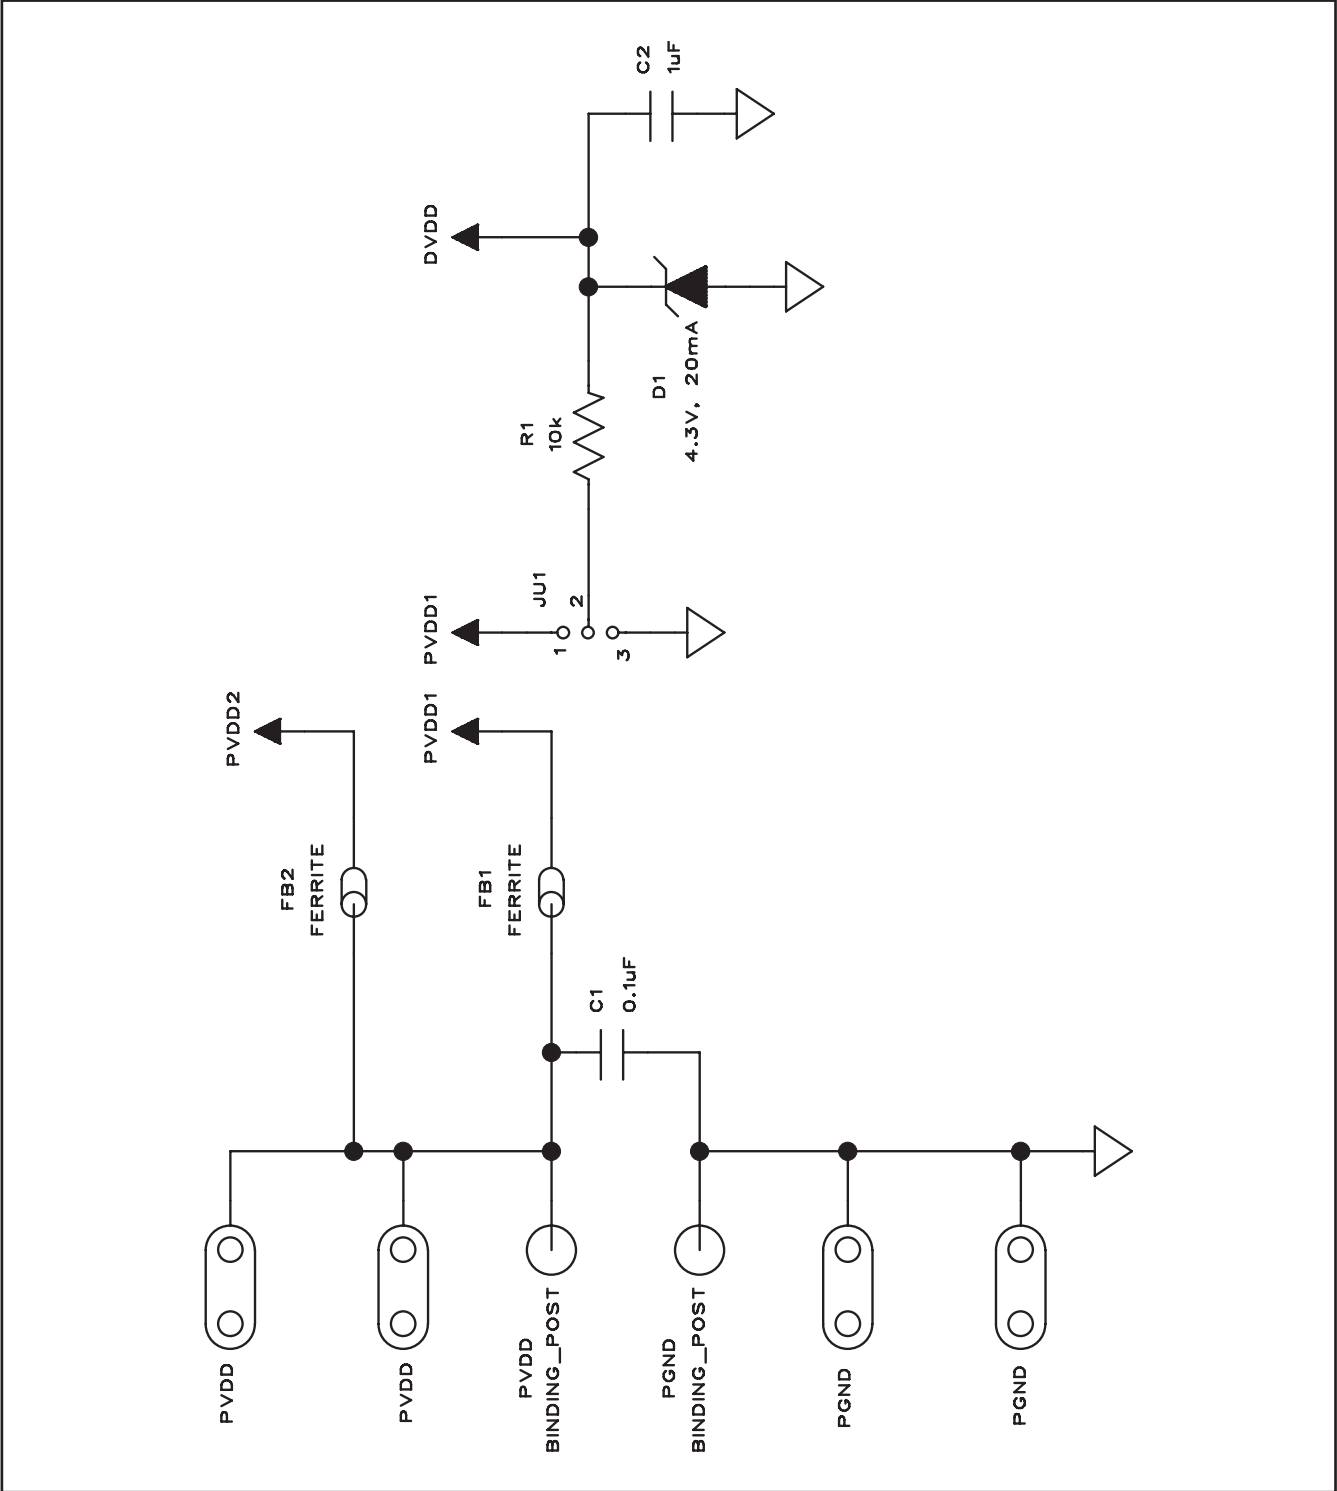 PVDD
PVDD
PVDD
BINDING_POST
PGND
BINDING_POST
PGND
PGND
C1
0.1uF
FB2
FERRITE
FB1
FERRITE
PVDD2
PVDD1
PVDD1
JU1
1
2
3
R1
10k
D1
4.3V, 20mA
DVDD
C2
1uF